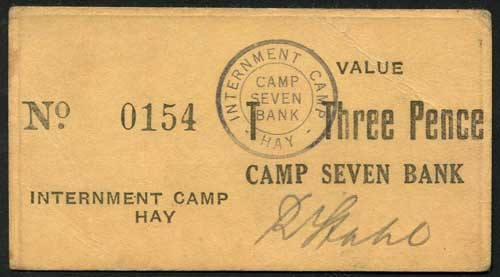 VALUE
INTERNMENT CAMP
HAY
CAMP
SEVEN
BANK
No 0154
T Three Pence
CAMP SEVEN BANK
INTERNMENT CAMP
HAY